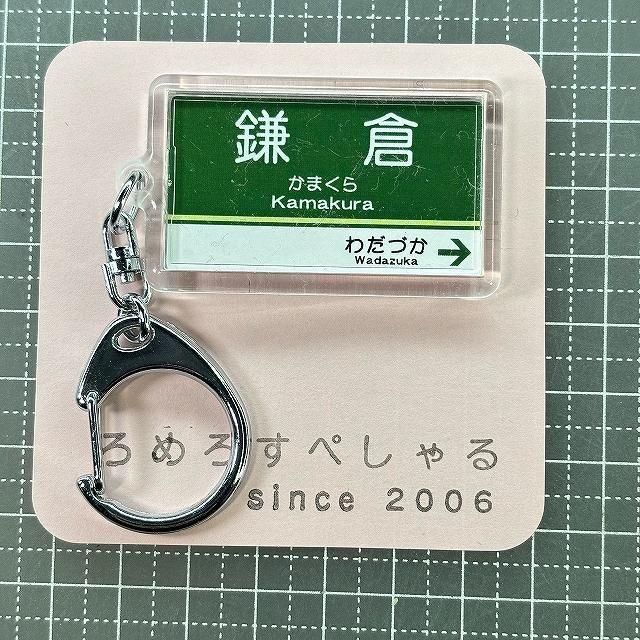 鎌倉
かまくら
Kamakura
わだづか
Wadazuka
ろめろすぺしゃる
since 2006